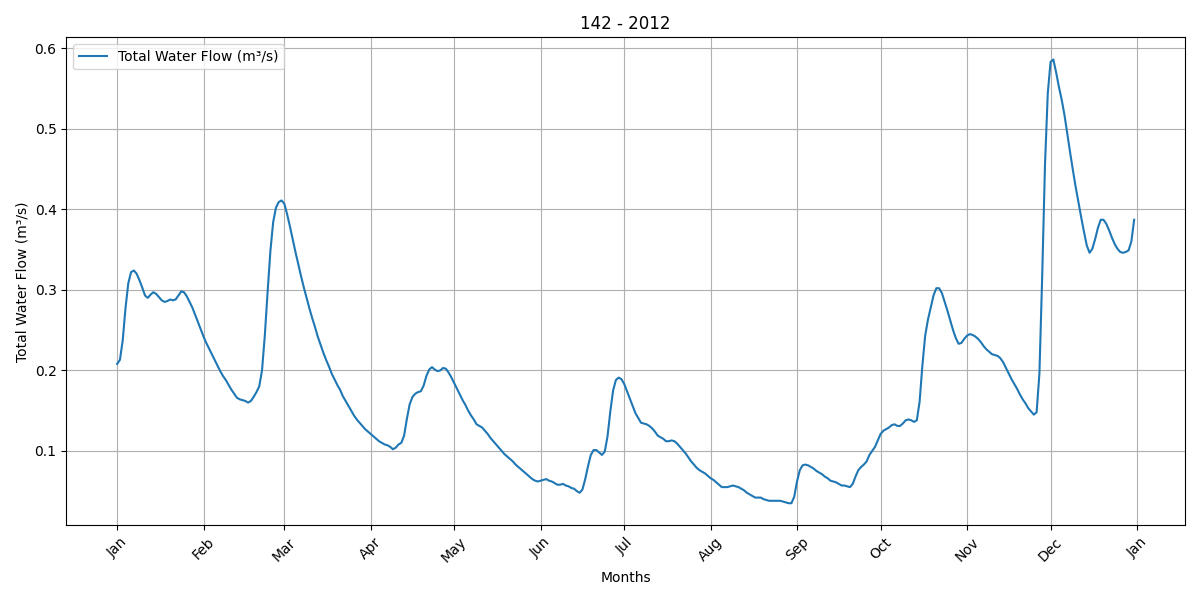 142 - 2012
Total Water Flow (m³/s)
Total Water Flow (m³/s)
0.6
0.5
0.4
0.3
0.2
0.1
Jan Feb Mar Apr May Jun Jul Aug Sep Oct Nov Dec Jan
Months